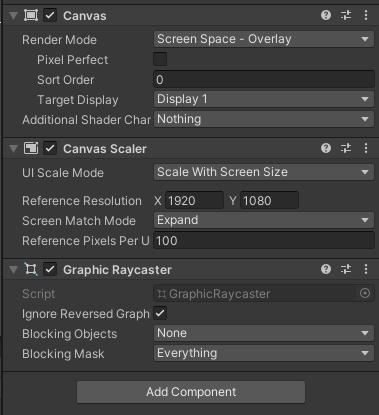 Canvas
Render Mode Screen Space - Overlay
Pixel Perfect
Sort Order 0
Target Display Display 1
Additional Shader Char Nothing
Canvas Scaler
UI Scale Mode Scale With Screen Size
Reference Resolution X 1920 Y 1080
Screen Match Mode Expand
Reference Pixels Per U 100
Graphic Raycaster
Script GraphicRaycaster
Ignore Reversed Graph
Blocking Objects None
Blocking Mask Everything
Add Component